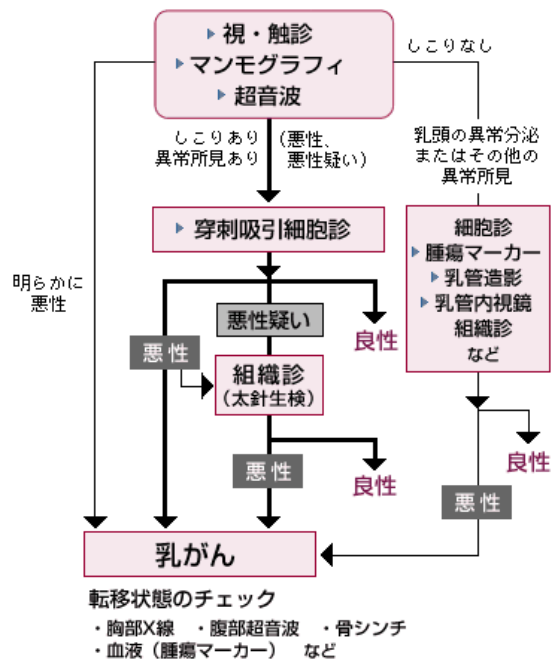 視・触診
マンモグラフィ
超音波
しこりなし
しこりあり
異常所見あり
(悪性、
悪性疑い)
乳頭の異常分泌
またはその他の
異常所見
穿刺吸引細胞診
細胞診
腫瘍マーカー
乳管造影
乳管内視鏡
組織診
など
明らかに
悪性
悪性疑い
良性
悪性
組織診
(太針生検)
悪性
良性
良性
悪性
乳がん
転移状態のチェック
・胸部X線 ・腹部超音波 ・骨シンチ
・血液(腫瘍マーカー) など